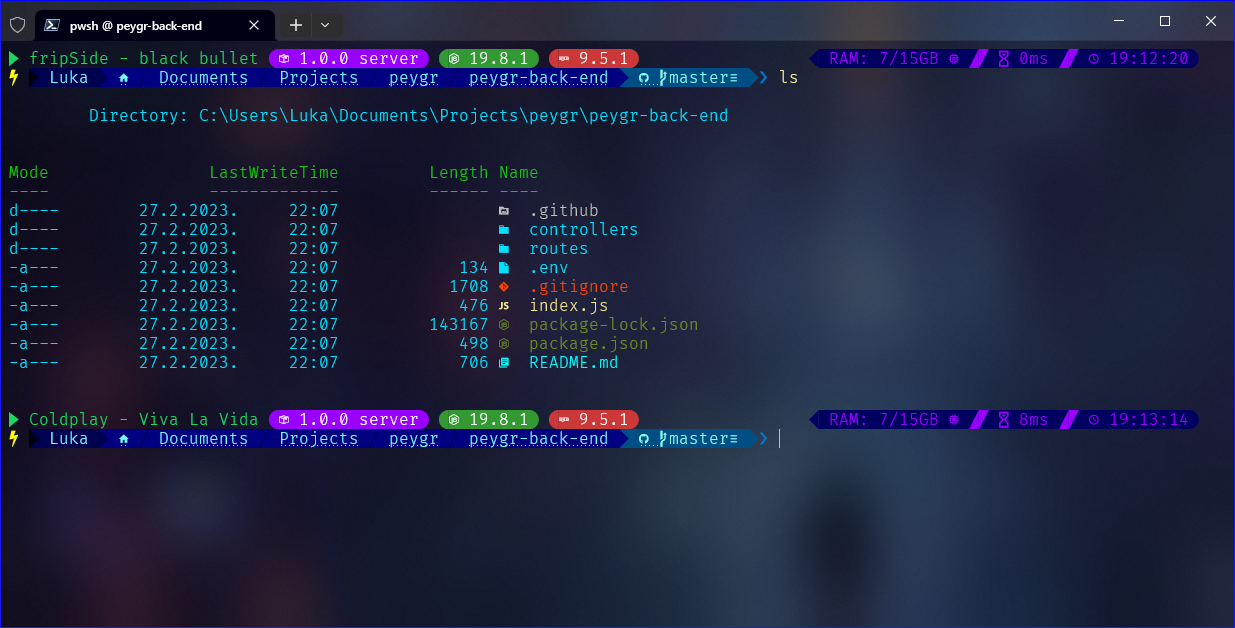 pwsh @ peygr-back-end
fripSide - black bullet 1.0.0 server 19.8.1 9.5.1 RAM: 7/15GB 0ms 19:12:20
Luka Documents Projects peygr peygr-back-end master≡ ls
Directory: C:\Users\Luka\Documents\Projects\peygr\peygr-back-end
Mode LastWriteTime Length Name
---- ------------- ------ ----
d---- 27.2.2023. 22:07 .github
d---- 27.2.2023. 22:07 controllers
d---- 27.2.2023. 22:07 routes
-a--- 27.2.2023. 22:07 134 .env
-a--- 27.2.2023. 22:07 1708 .gitignore
-a--- 27.2.2023. 22:07 476 JS index.js
-a--- 27.2.2023. 22:07 143167 package-lock.json
-a--- 27.2.2023. 22:07 498 package.json
-a--- 27.2.2023. 22:07 706 README.md
Coldplay - Viva La Vida 1.0.0 server 19.8.1 9.5.1 RAM: 7/15GB 8ms 19:13:14
Luka Documents Projects peygr peygr-back-end master≡